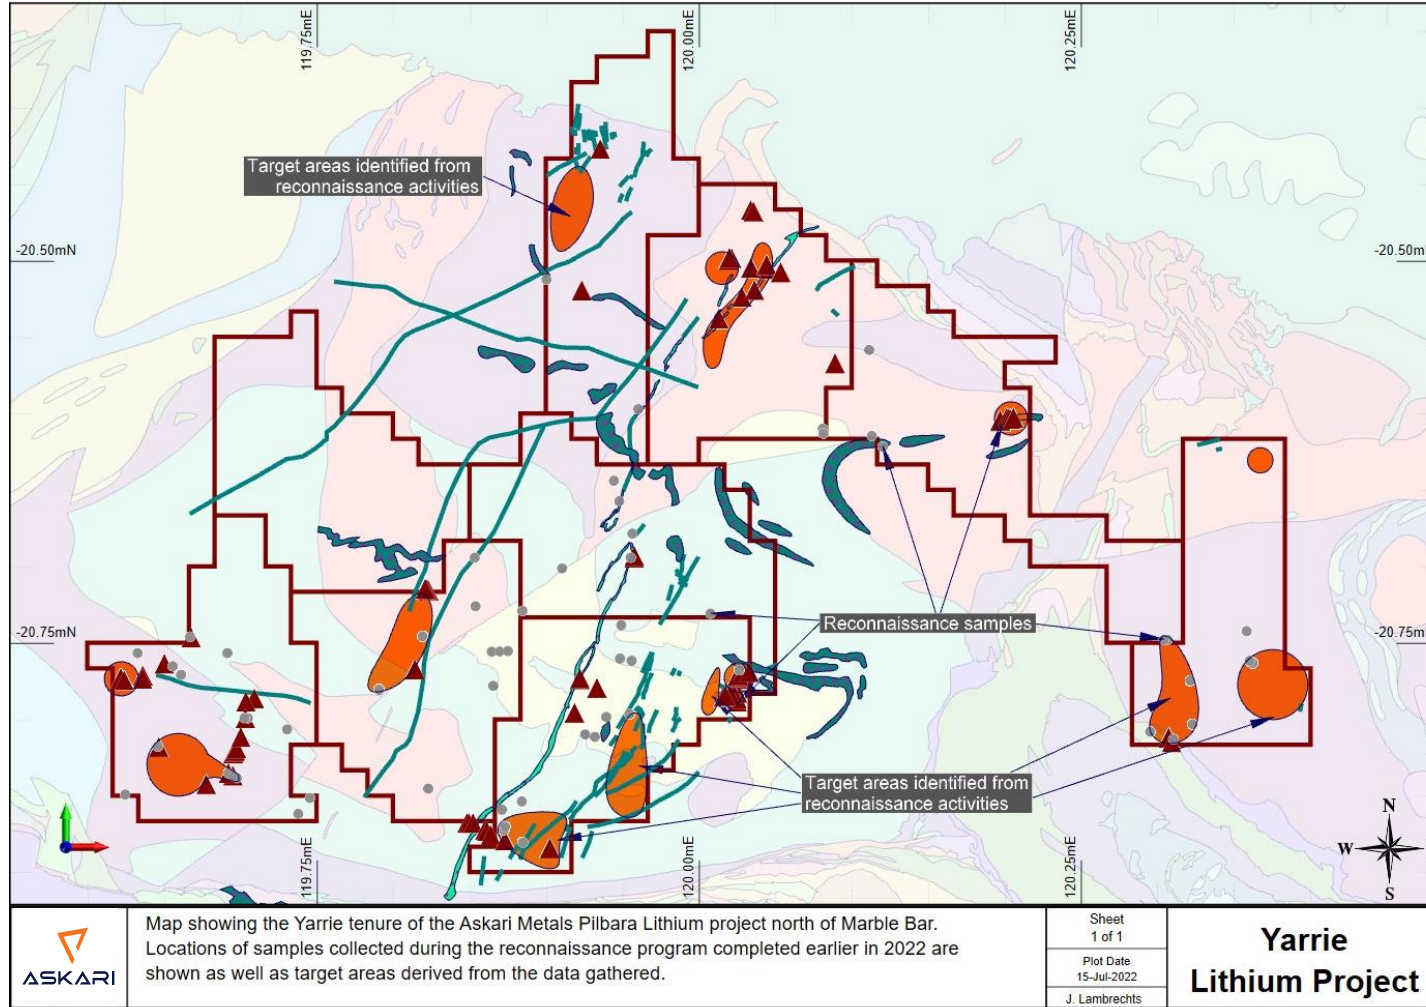 119.75mE
120.00mE
120.25mE
Target areas identified from
reconnaissance activities
-20.50mN
-20.50mN
Reconnaissance samples
-20.75mN
-20.75mN
Target areas identified from
reconnaissance activities
N
W
E
S
119.75mE
120.00mE
120.25mE
ASKARI
Map showing the Yarrie tenure of the Askari Metals Pilbara Lithium project north of Marble Bar.
Locations of samples collected during the reconnaissance program completed earlier in 2022 are
shown as well as target areas derived from the data gathered.
Sheet
1 of 1
Plot Date
15-Jul-2022
J. Lambrechts
Yarrie
Lithium Project